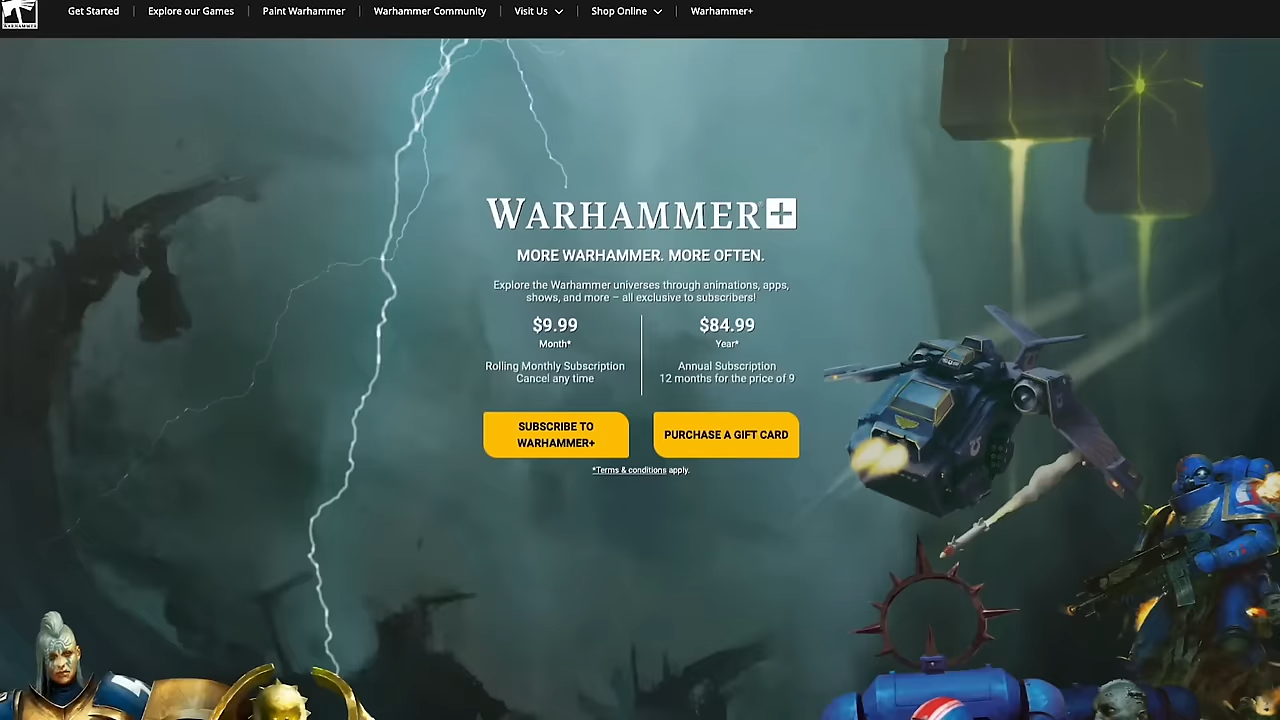 WARHAMMER
Get Started
Explore our Games
Paint Warhammer
Warhammer Community
Visit Us
Shop Online
Warhammer+
WARHAMMER+
MORE WARHAMMER. MORE OFTEN.
Explore the Warhammer universes through animations, apps,
shows, and more – all exclusive to subscribers!
$9.99
Month*
Rolling Monthly Subscription
Cancel any time
$84.99
Year*
Annual Subscription
12 months for the price of 9
SUBSCRIBE TO
WARHAMMER+
PURCHASE A GIFT CARD
*Terms & conditions apply.